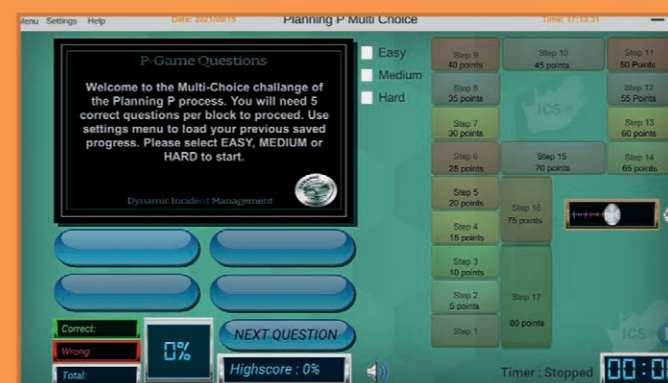 Menu Settings Help
Date: 2021/09/15
Planning P Multi Choice
Time: 17:13:31
P-Game Questions
Welcome to the Multi-Choice challange of
the Planning P process. You will need 5
correct questions per block to proceed. Use
settings menu to load your previous saved
progress. Please select EASY, MEDIUM or
HARD to start.
Dynamic Incident Management
Easy
Medium
Hard
Step 9
40 points
Step 10
45 points
Step 11
50 Points
Step 8
35 points
Step 12
55 Points
ICS
Step 7
30 points
Step 13
60 points
Step 6
25 points
Step 15
70 points
Step 14
65 points
Step 5
20 points
Step 16
75 points
Step 4
15 points
Step 3
10 points
Step 2
5 points
Step 17
89 points
Step 1
ICS
Correct:
Wrong:
Total:
0%
NEXT QUESTION
Highscore : 0%
Timer : Stopped